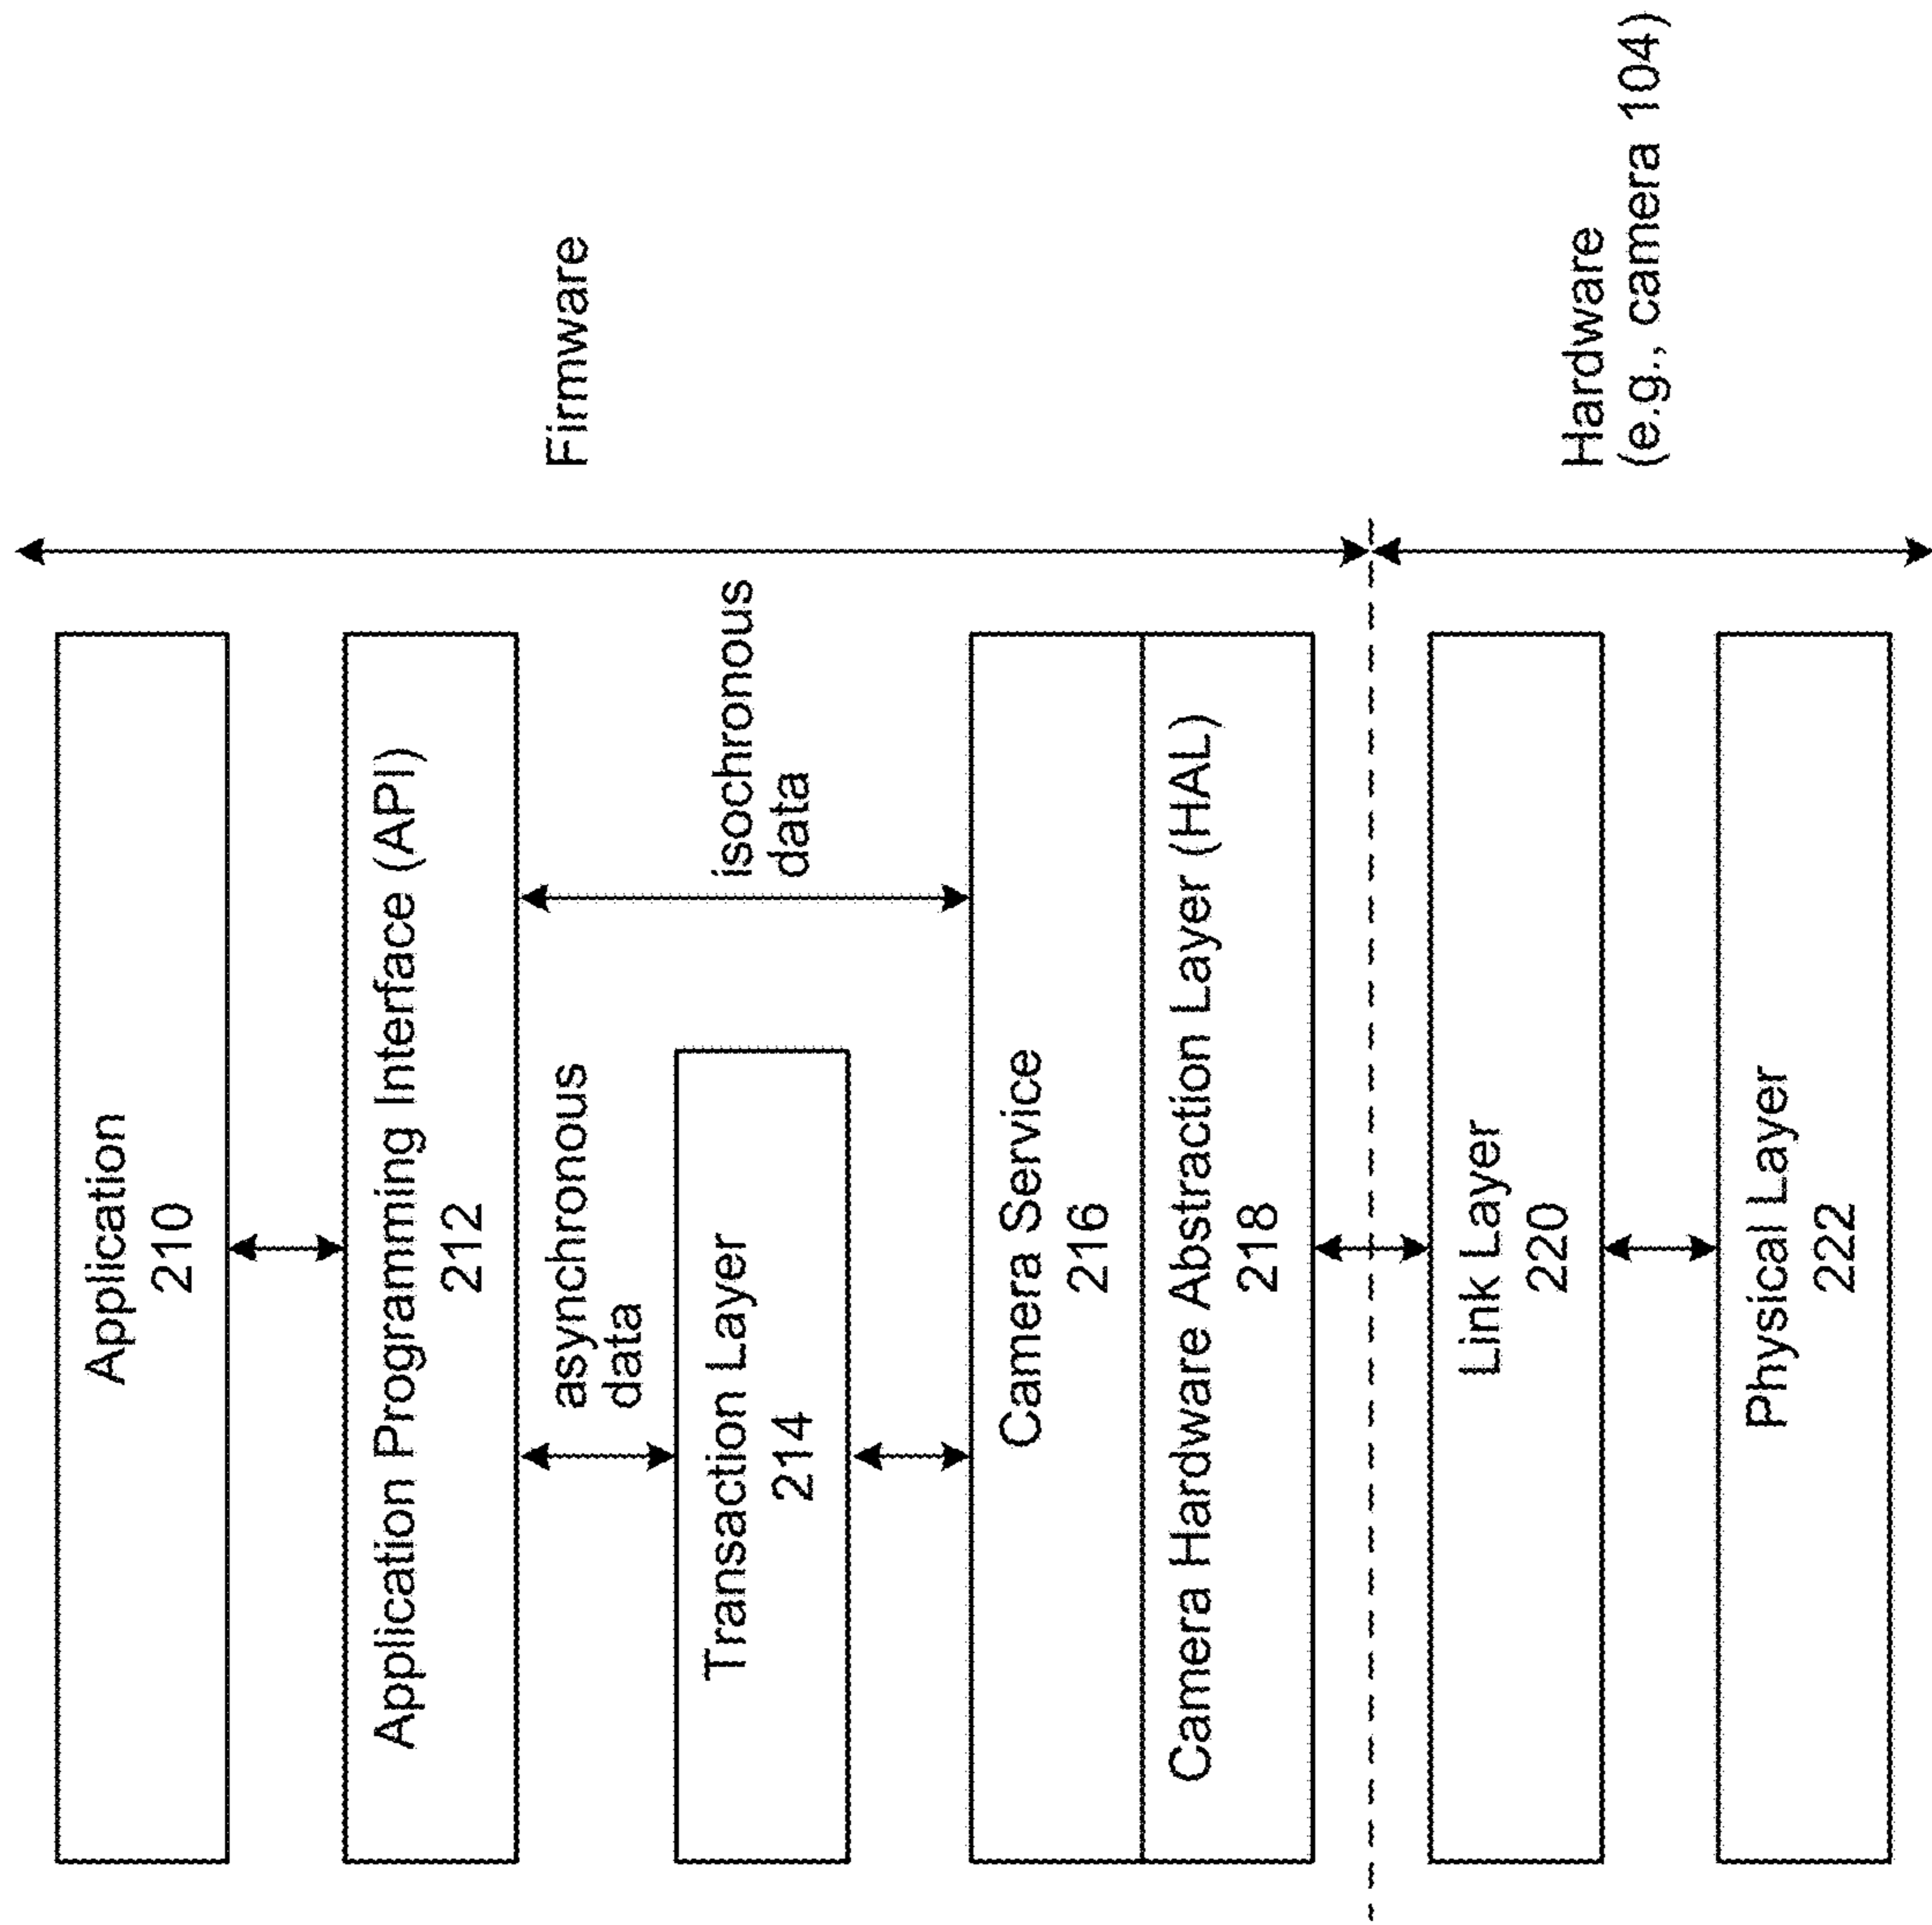 Application
210
Application Programming Interface (API)
212
asynchronous
data
isochronous
data
Transaction Layer
214
Camera Service
216
Camera Hardware Abstraction Layer (HAL)
218
Link Layer
220
Physical Layer
222
Firmware
Hardware
(e.g., camera 104)